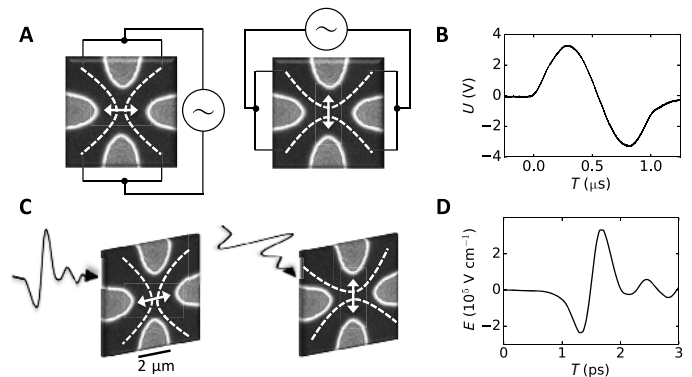 A
B
4
2
0
−2
−4
U (V)
0.0 0.5 1.0
T (μs)
C
2 μm
D
2
0
−2
E (10⁵ V cm⁻¹)
0 1 2 3
T (ps)